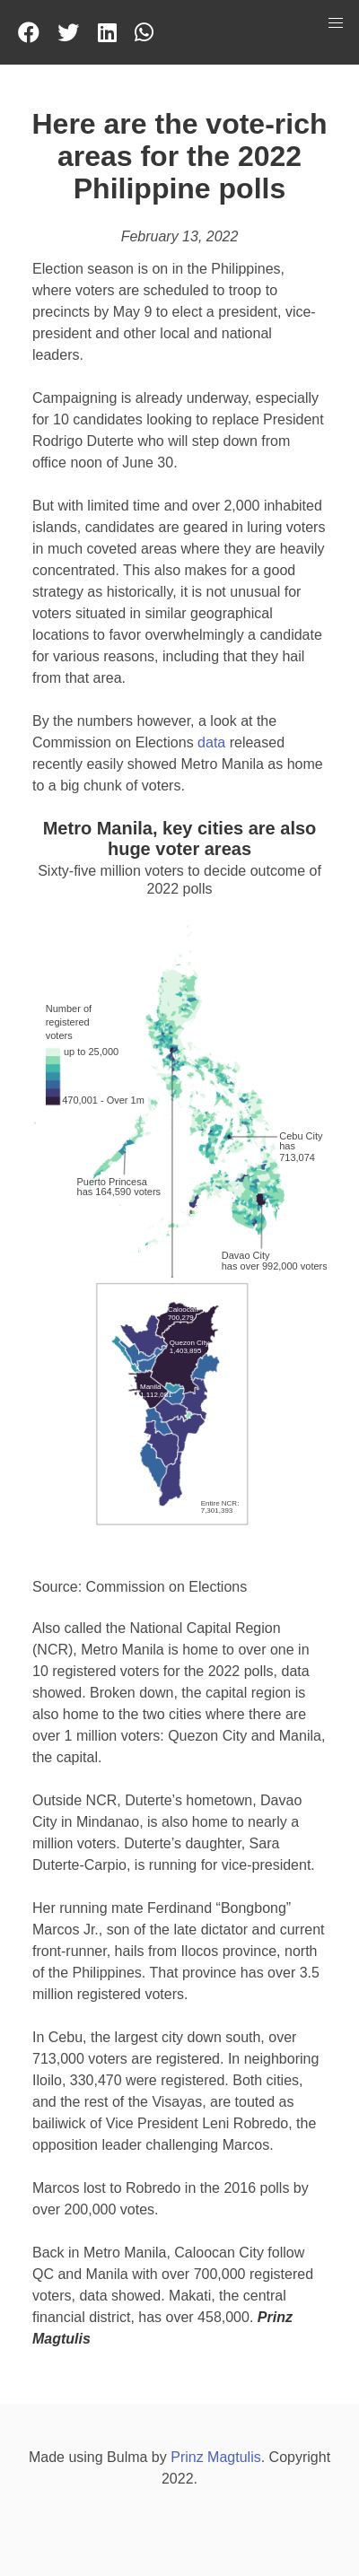 Here are the vote-rich
areas for the 2022
Philippine polls
February 13, 2022
Election season is on in the Philippines,
where voters are scheduled to troop to
precincts by May 9 to elect a president, vice-
president and other local and national
leaders.
Campaigning is already underway, especially
for 10 candidates looking to replace President
Rodrigo Duterte who will step down from
office noon of June 30.
But with limited time and over 2,000 inhabited
islands, candidates are geared in luring voters
in much coveted areas where they are heavily
concentrated. This also makes for a good
strategy as historically, it is not unusual for
voters situated in similar geographical
locations to favor overwhelmingly a candidate
for various reasons, including that they hail
from that area.
By the numbers however, a look at the
Commission on Elections data released
recently easily showed Metro Manila as home
to a big chunk of voters.
Metro Manila, key cities are also
huge voter areas
Sixty-five million voters to decide outcome of
2022 polls
Number of
registered
voters
up to 25,000
470,001 - Over 1m
Cebu City
has
713,074
Puerto Princesa
has 164,590 voters
Davao City
has over 992,000 voters
Caloocan
700,279
Quezon City
1,403,895
Manila
Entire NCR:
7,301,393
Source: Commission on Elections
Also called the National Capital Region
(NCR), Metro Manila is home to over one in
10 registered voters for the 2022 polls, data
showed. Broken down, the capital region is
also home to the two cities where there are
over 1 million voters: Quezon City and Manila,
the capital.
Outside NCR, Duterte’s hometown, Davao
City in Mindanao, is also home to nearly a
million voters. Duterte’s daughter, Sara
Duterte-Carpio, is running for vice-president.
Her running mate Ferdinand “Bongbong”
Marcos Jr., son of the late dictator and current
front-runner, hails from Ilocos province, north
of the Philippines. That province has over 3.5
million registered voters.
In Cebu, the largest city down south, over
713,000 voters are registered. In neighboring
Iloilo, 330,470 were registered. Both cities,
and the rest of the Visayas, are touted as
bailiwick of Vice President Leni Robredo, the
opposition leader challenging Marcos.
Marcos lost to Robredo in the 2016 polls by
over 200,000 votes.
Back in Metro Manila, Caloocan City follow
QC and Manila with over 700,000 registered
voters, data showed. Makati, the central
financial district, has over 458,000. Prinz
Magtulis
Made using Bulma by Prinz Magtulis. Copyright
2022.